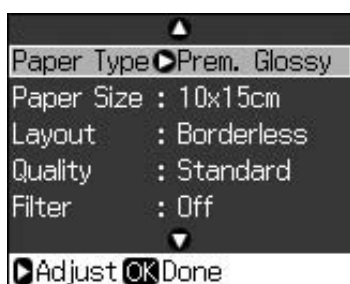 Paper Type Prem. Glossy
Paper Size : 10x15cm
Layout : Borderless
Quality : Standard
Filter : Off
Adjust OK Done